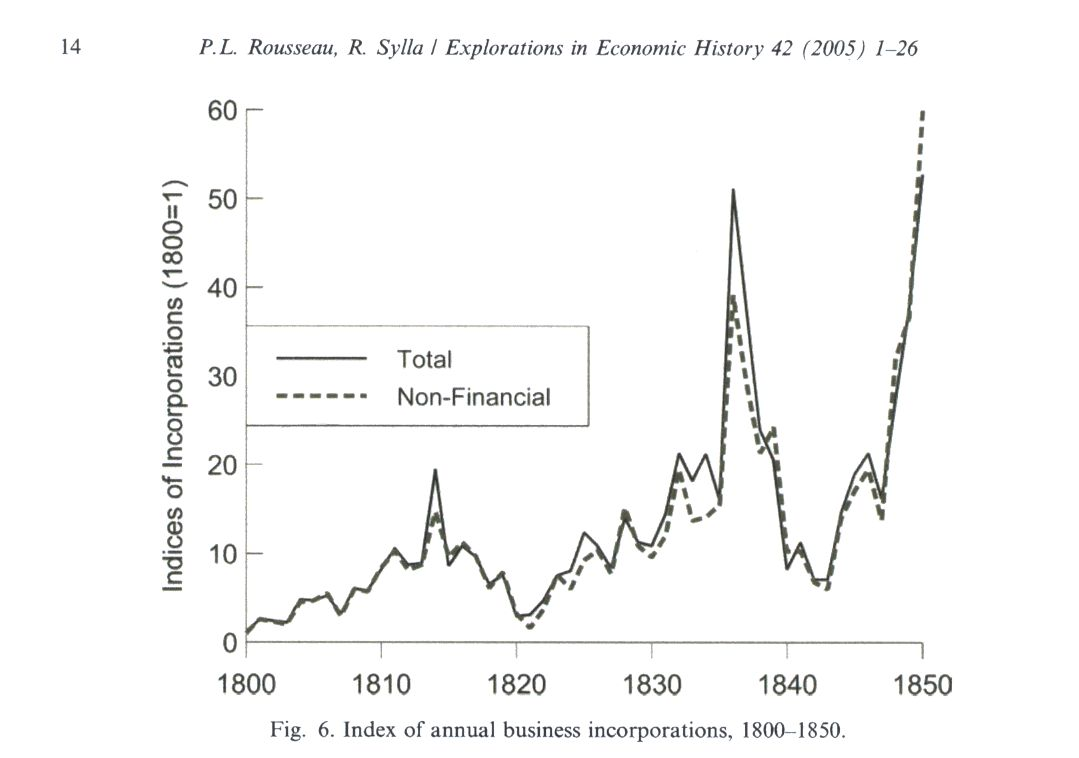 14
P.L. Rousseau, R. Sylla / Explorations in Economic History 42 (2005) 1–26
60
50
40
30
20
10
0
Indices of Incorporations (1800=1)
Total
Non-Financial
1800 1810 1820 1830 1840 1850
Fig. 6. Index of annual business incorporations, 1800–1850.